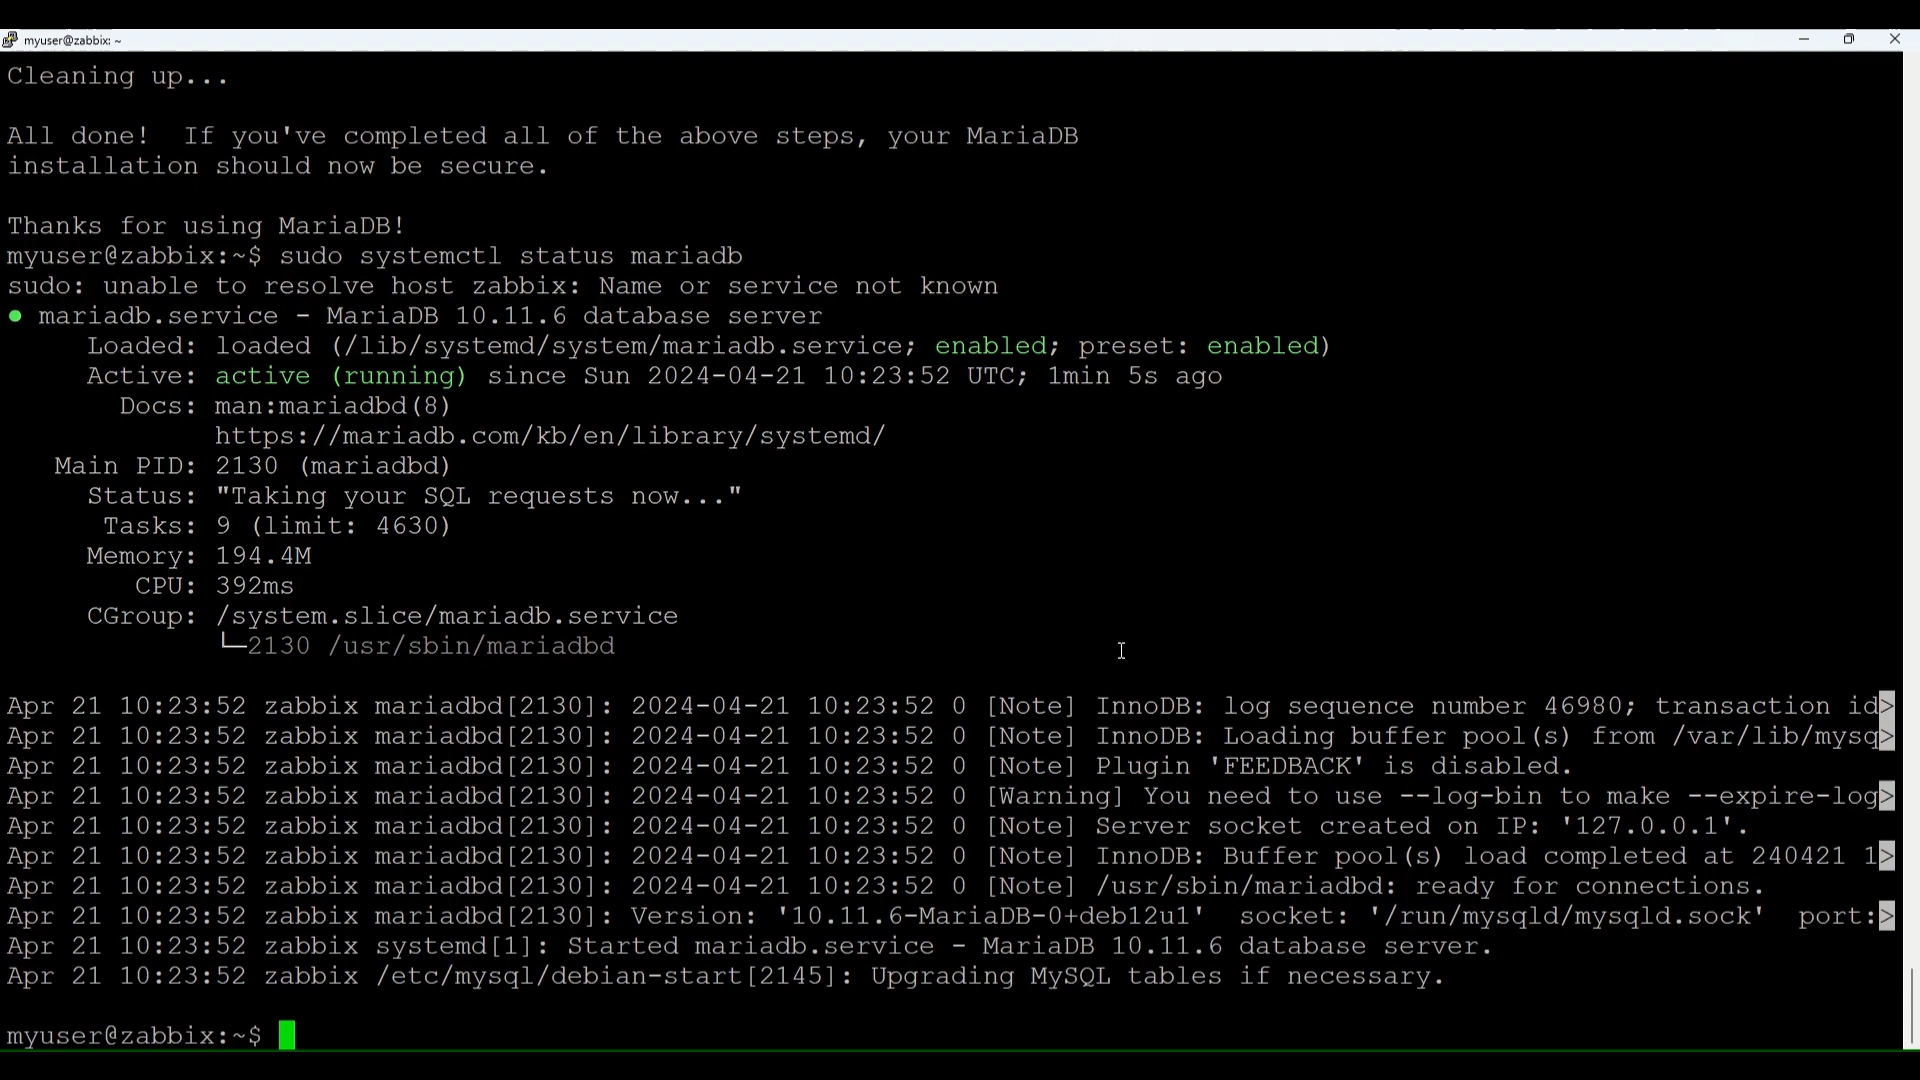 myuser@zabbix: ~
Cleaning up...
All done!  If you've completed all of the above steps, your MariaDB
installation should now be secure.
Thanks for using MariaDB!
myuser@zabbix:~$ sudo systemctl status mariadb
sudo: unable to resolve host zabbix: Name or service not known
● mariadb.service - MariaDB 10.11.6 database server
     Loaded: loaded (/lib/systemd/system/mariadb.service; enabled; preset: enabled)
     Active: active (running) since Sun 2024-04-21 10:23:52 UTC; 1min 5s ago
       Docs: man:mariadbd(8)
             https://mariadb.com/kb/en/library/systemd/
   Main PID: 2130 (mariadbd)
     Status: "Taking your SQL requests now..."
      Tasks: 9 (limit: 4630)
     Memory: 194.4M
        CPU: 392ms
     CGroup: /system.slice/mariadb.service
             └─2130 /usr/sbin/mariadbd
Apr 21 10:23:52 zabbix mariadbd[2130]: 2024-04-21 10:23:52 0 [Note] InnoDB: log sequence number 46980; transaction id>
Apr 21 10:23:52 zabbix mariadbd[2130]: 2024-04-21 10:23:52 0 [Note] InnoDB: Loading buffer pool(s) from /var/lib/mysq>
Apr 21 10:23:52 zabbix mariadbd[2130]: 2024-04-21 10:23:52 0 [Note] Plugin 'FEEDBACK' is disabled.
Apr 21 10:23:52 zabbix mariadbd[2130]: 2024-04-21 10:23:52 0 [Warning] You need to use --log-bin to make --expire-log>
Apr 21 10:23:52 zabbix mariadbd[2130]: 2024-04-21 10:23:52 0 [Note] Server socket created on IP: '127.0.0.1'.
Apr 21 10:23:52 zabbix mariadbd[2130]: 2024-04-21 10:23:52 0 [Note] InnoDB: Buffer pool(s) load completed at 240421 1>
Apr 21 10:23:52 zabbix mariadbd[2130]: 2024-04-21 10:23:52 0 [Note] /usr/sbin/mariadbd: ready for connections.
Apr 21 10:23:52 zabbix mariadbd[2130]: Version: '10.11.6-MariaDB-0+deb12u1'  socket: '/run/mysqld/mysqld.sock'  port:>
Apr 21 10:23:52 zabbix systemd[1]: Started mariadb.service - MariaDB 10.11.6 database server.
Apr 21 10:23:52 zabbix /etc/mysql/debian-start[2145]: Upgrading MySQL tables if necessary.
myuser@zabbix:~$